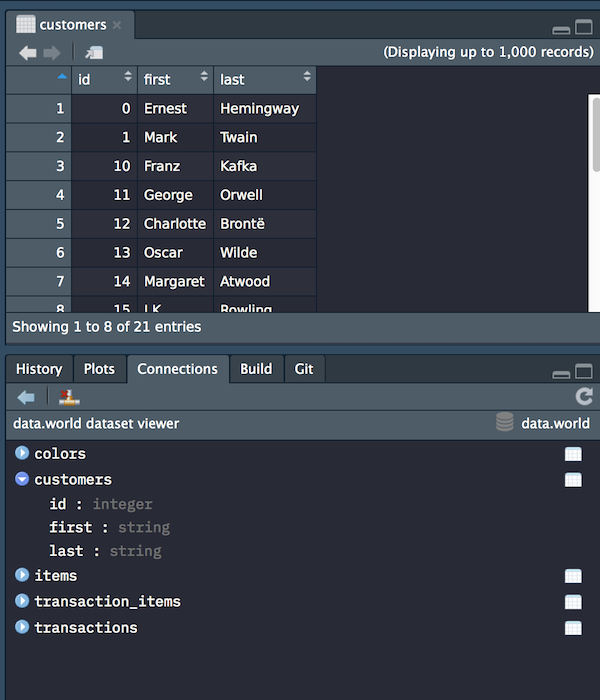 customers
(Displaying up to 1,000 records)
id first last
1 0 Ernest Hemingway
2 1 Mark Twain
3 10 Franz Kafka
4 11 George Orwell
5 12 Charlotte Brontë
6 13 Oscar Wilde
7 14 Margaret Atwood
8 15 J.K. Rowling
Showing 1 to 8 of 21 entries
History Plots Connections Build Git
data.world dataset viewer data.world
colors
customers
id : integer
first : string
last : string
items
transaction_items
transactions